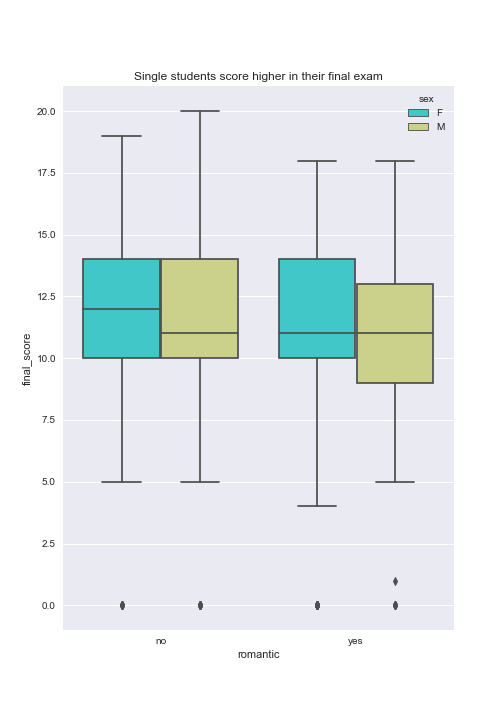 Single students score higher in their final exam
sex
F
M
20.0
17.5
15.0
12.5
10.0
7.5
5.0
2.5
0.0
final_score
no
yes
romantic